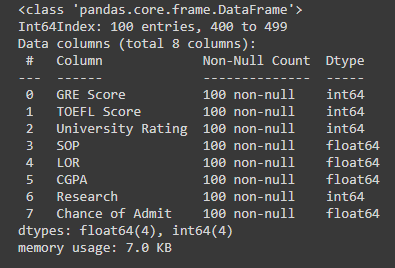 <class 'pandas.core.frame.DataFrame'>
Int64Index: 100 entries, 400 to 499
Data columns (total 8 columns):
 #   Column             Non-Null Count  Dtype
---  ------             --------------  -----
 0   GRE Score          100 non-null    int64
 1   TOEFL Score        100 non-null    int64
 2   University Rating  100 non-null    int64
 3   SOP                100 non-null    float64
 4   LOR                100 non-null    float64
 5   CGPA               100 non-null    float64
 6   Research           100 non-null    int64
 7   Chance of Admit    100 non-null    float64
dtypes: float64(4), int64(4)
memory usage: 7.0 KB